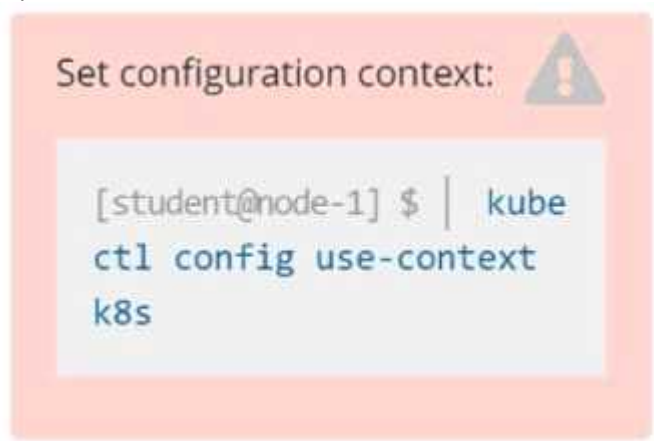 Set configuration context:
[student@node-1] $ | kube
ctl config use-context
k8s